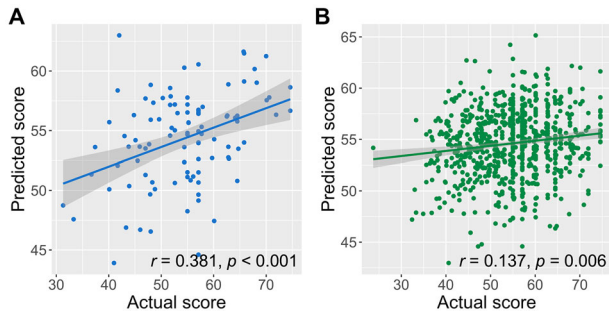 A
Predicted score
60
55
50
45
r = 0.381, p < 0.001
30
40
50
60
70
Actual score
B
Predicted score
65
60
55
50
45
r = 0.137, p = 0.006
30
40
50
60
70
Actual score